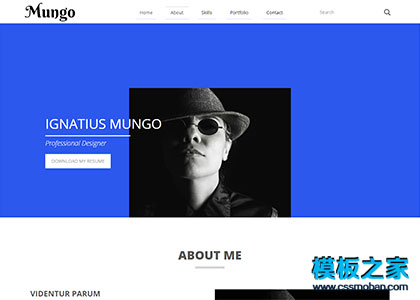 Mungo
Home About Skills Portfolio Contact Search
IGNATIUS MUNGO
Professional Designer
DOWNLOAD MY RESUME
ABOUT ME
VIDENTUR PARUM
模板之家
www.cssmoban.com